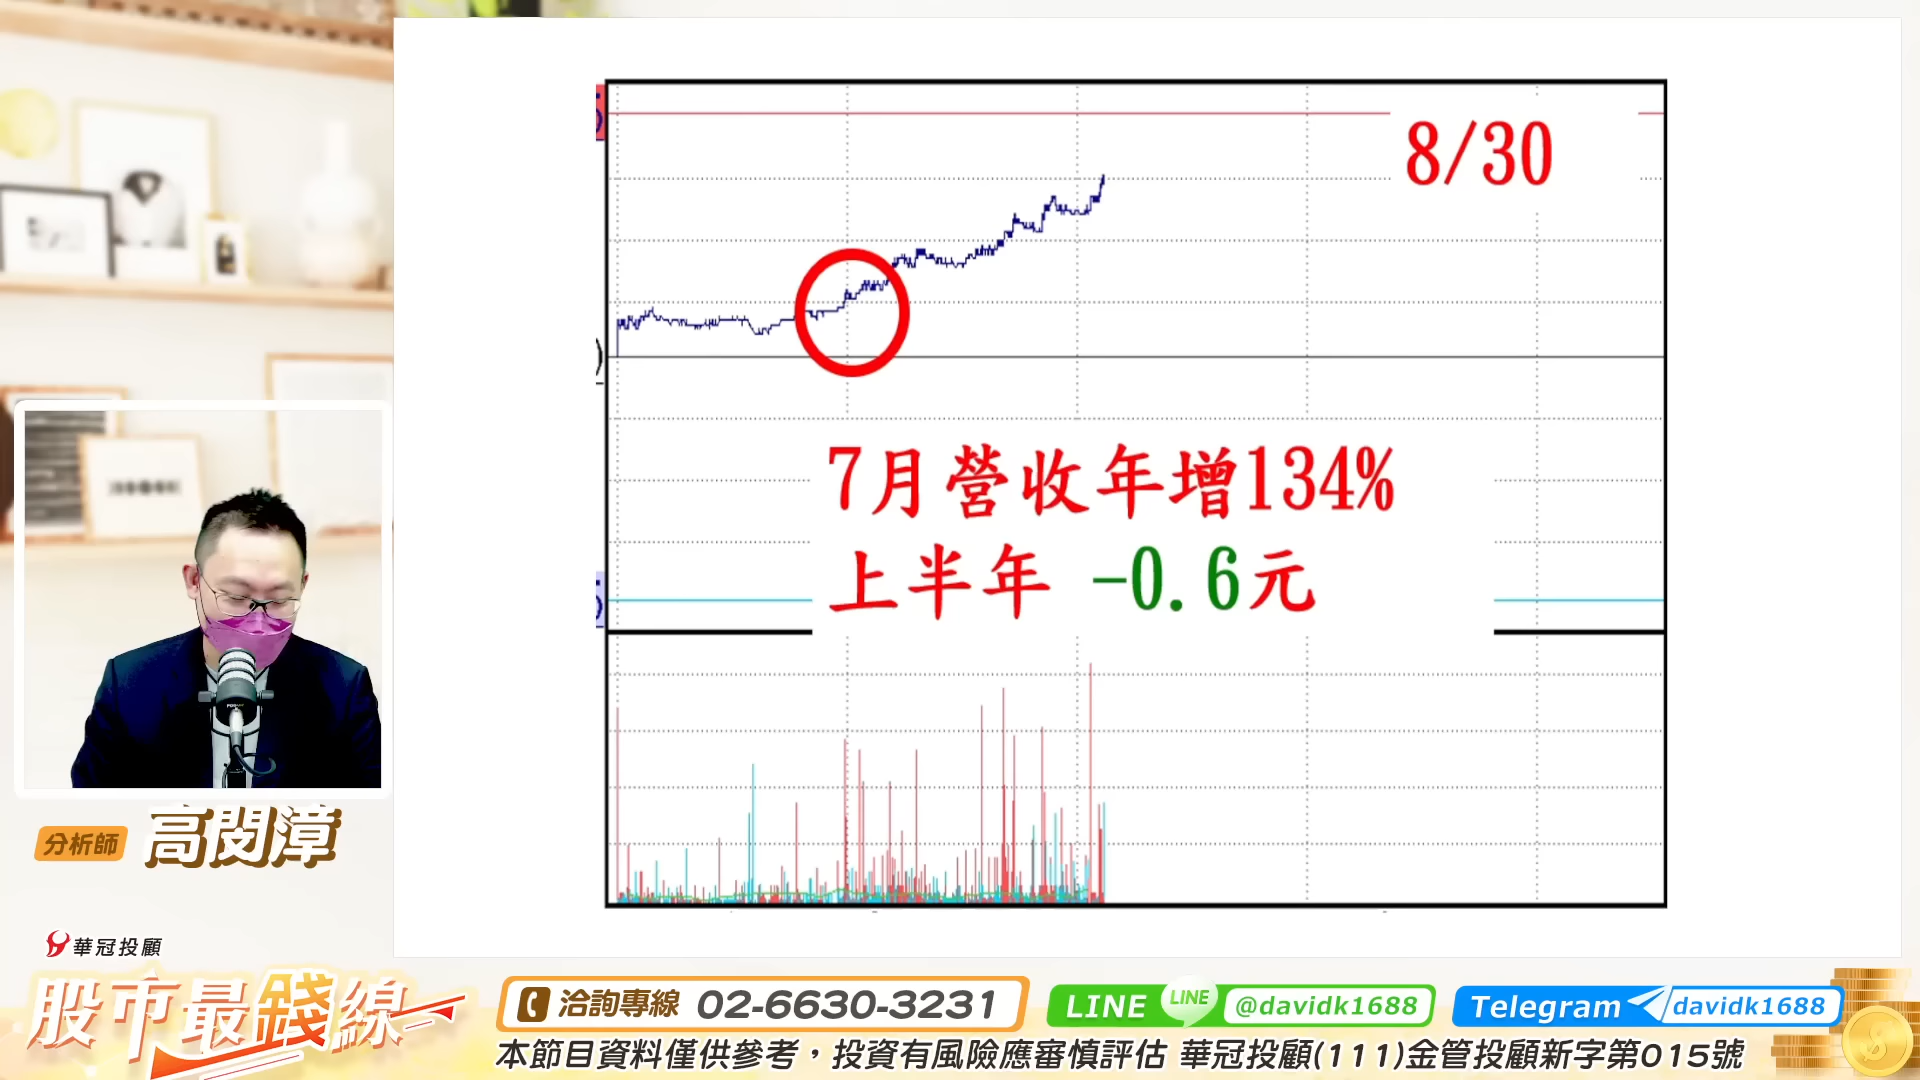 8/30
7月營收年增134%
上半年 -0.6元
分析師 高閔漳
華冠投顧
股市最錢線
洽詢專線 02-6630-3231
LINE LINE @davidk1688
Telegram davidk1688
本節目資料僅供參考，投資有風險應審慎評估 華冠投顧(111)金管投顧新字第015號